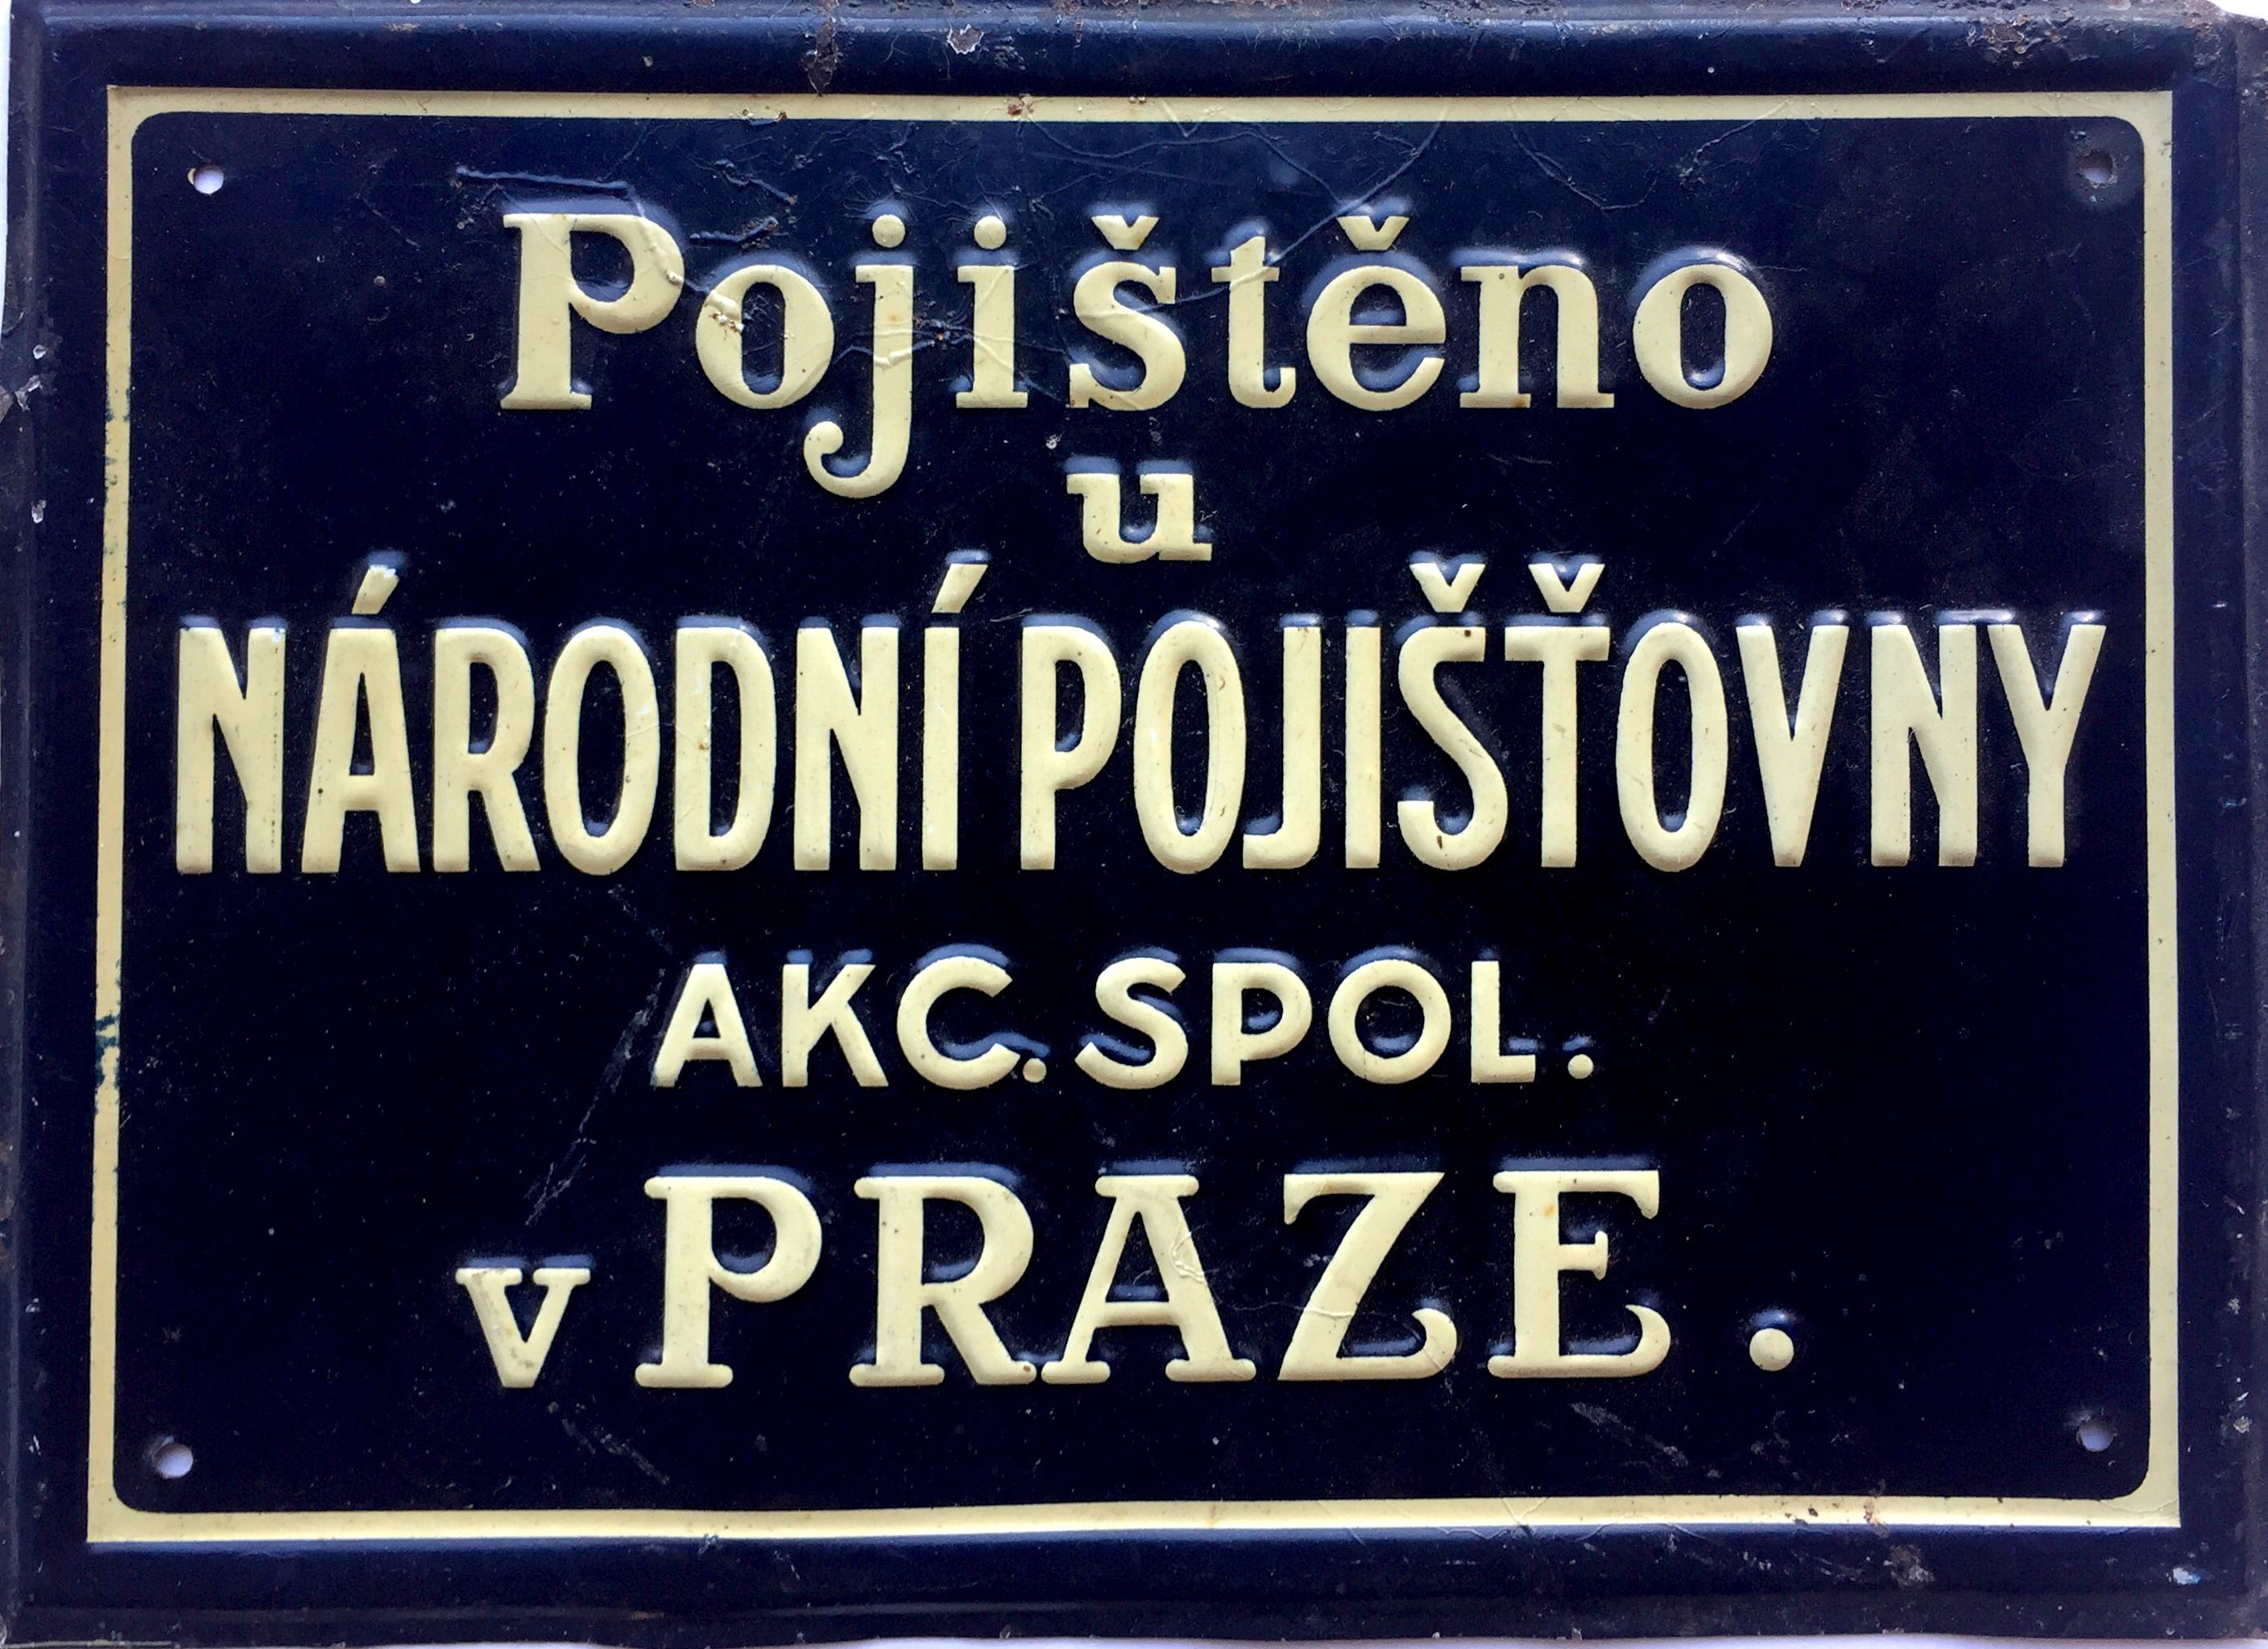 Pojištěno
u
NÁRODNÍ POJIŠŤOVNY
AKC. SPOL.
v PRAZE.